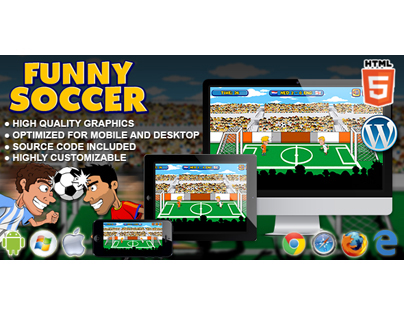 FUNNY
SOCCER
● HIGH QUALITY GRAPHICS
● OPTIMIZED FOR MOBILE AND DESKTOP
● SOURCE CODE INCLUDED
● HIGHLY CUSTOMIZABLE
HTML
5